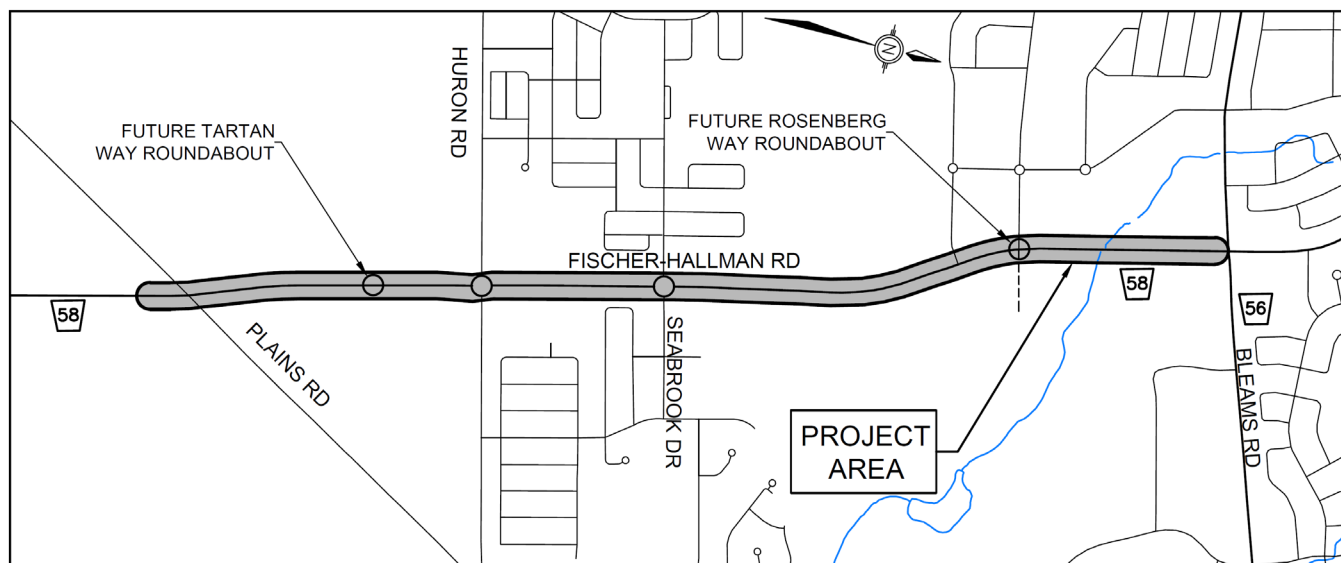 HURON RD
N
FUTURE TARTAN
WAY ROUNDABOUT
FUTURE ROSENBERG
WAY ROUNDABOUT
FISCHER-HALLMAN RD
58
PLAINS RD
SEABROOK DR
58
56
BLEAMS RD
PROJECT
AREA